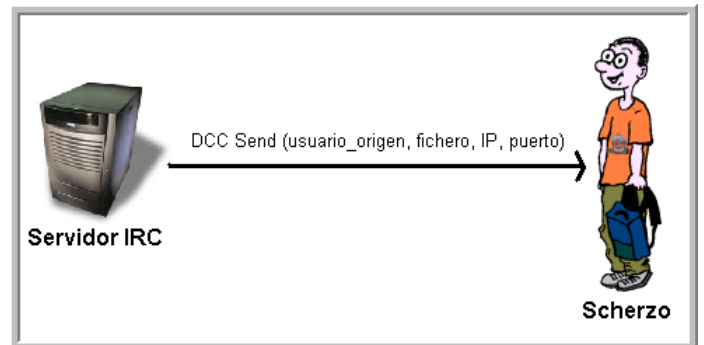 DCC Send (usuario_origen, fichero, IP, puerto)
Servidor IRC
Scherzo